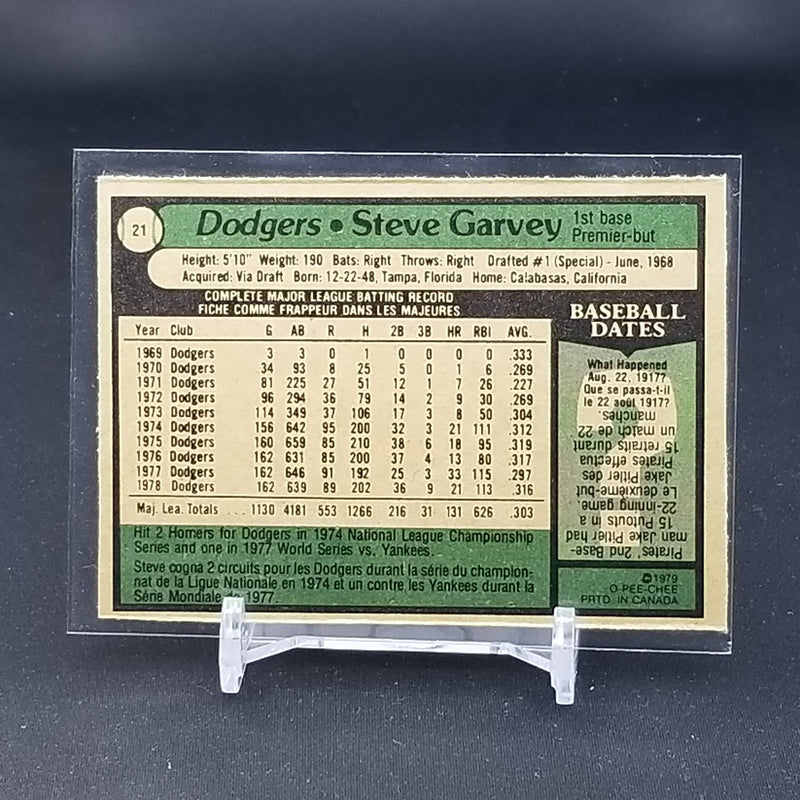 21
Dodgers • Steve Garvey
1st base
Premier-but
Height: 5'10" Weight: 190 Bats: Right Throws: Right Drafted #1 (Special) - June, 1968
Acquired: Via Draft Born: 12-22-48, Tampa, Florida Home: Calabasas, California
COMPLETE MAJOR LEAGUE BATTING RECORD
FICHE COMME FRAPPEUR DANS LES MAJEURES
Year Club G AB R H 2B 3B HR RBI AVG.
1969 Dodgers 3 3 0 1 0 0 0 0 .333
1970 Dodgers 34 93 8 25 5 0 1 6 .269
1971 Dodgers 81 225 27 51 12 1 7 26 .227
1972 Dodgers 96 294 36 79 14 2 9 30 .269
1973 Dodgers 114 349 37 106 17 3 8 50 .304
1974 Dodgers 156 642 95 200 32 3 21 111 .312
1975 Dodgers 160 659 85 210 38 6 18 95 .319
1976 Dodgers 162 631 85 200 37 4 13 80 .317
1977 Dodgers 162 646 91 192 25 3 33 115 .297
1978 Dodgers 162 639 89 202 36 9 21 113 .316
Maj. Lea. Totals ... 1130 4181 553 1266 216 31 131 626 .303
Hit 2 Homers for Dodgers in 1974 National League Championship
Series and one in 1977 World Series vs. Yankees.
Steve cogna 2 circuits pour les Dodgers durant la série du champion-
nat de la Ligue Nationale en 1974 et un contre les Yankees durant la
Série Mondiale de 1977.
BASEBALL
DATES
What Happened
Aug. 22, 1917?
Que se passa-t-il
le 22 août 1917?
Pirates' 2nd Base-
man Jake Pitler had
15 Putouts in a
22-inning game.
Le deuxième-but
Jake Pitler des
Pirates effectua
15 retraits durant
un match de 22
manches.
©1979
O-PEE-CHEE
PRTD IN CANADA